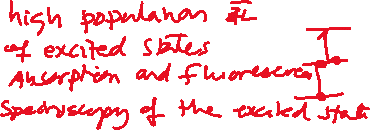 high population
of excited states
Absorption and Fluorescence
Spectroscopy of the excited state